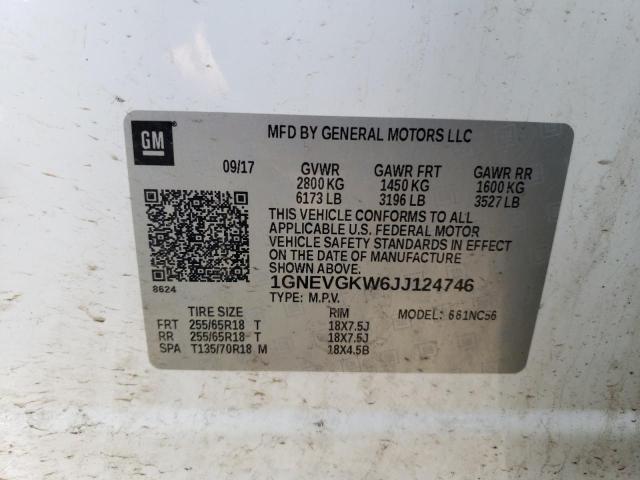 GM
MFD BY GENERAL MOTORS LLC
09/17 GVWR GAWR FRT GAWR RR
2800 KG 1450 KG 1600 KG
6173 LB 3196 LB 3527 LB
THIS VEHICLE CONFORMS TO ALL
APPLICABLE U.S. FEDERAL MOTOR
VEHICLE SAFETY STANDARDS IN EFFECT
ON THE DATE OF MANUFACTURE
SHOWN ABOVE.
8624
1GNEVGKW6JJ124746
TYPE: M.P.V. MODEL: 661NC56
TIRE SIZE RIM
FRT 255/65R18 T 18X7.5J
RR 255/65R18 T 18X7.5J
SPA T135/70R18 M 18X4.5B